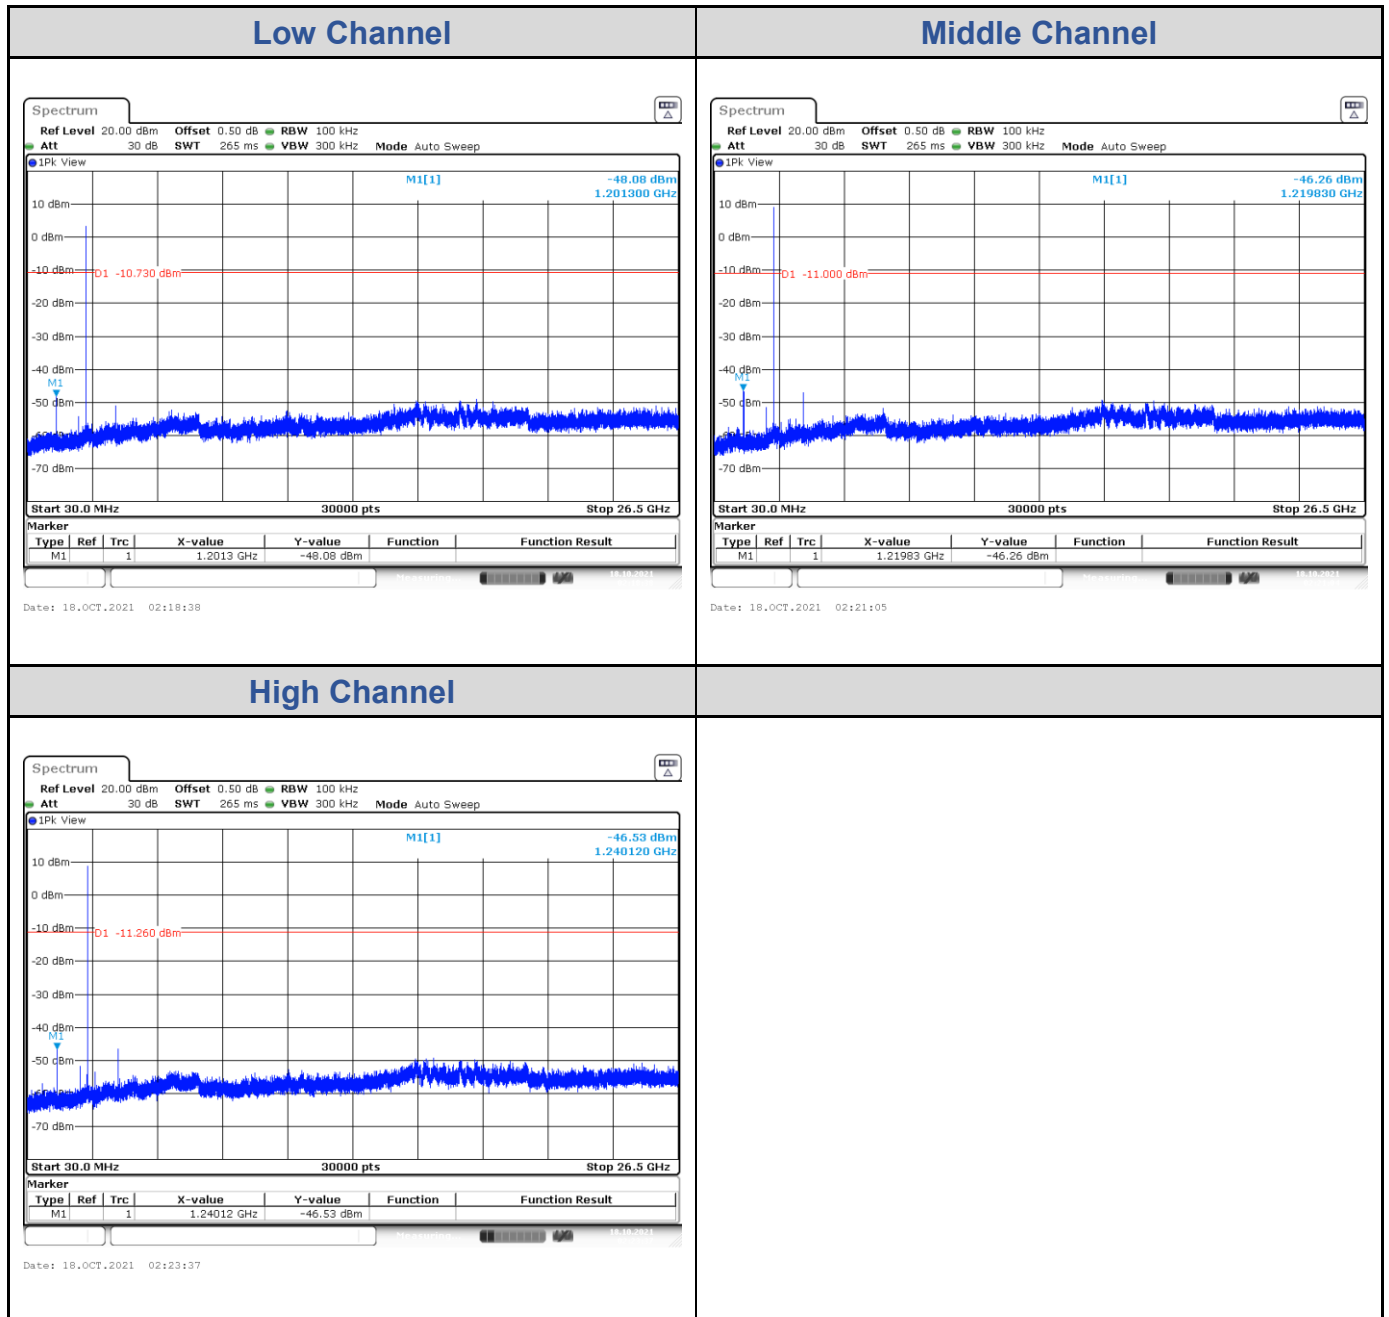 Low Channel
Middle Channel
Spectrum
Ref Level 20.00 dBm Offset 0.50 dB RBW 100 kHz
Att 30 dB SWT 265 ms VBW 300 kHz Mode Auto Sweep
1Pk View
M1[1] -48.08 dBm
1.201300 GHz
10 dBm
0 dBm
-10 dBm
D1 -10.730 dBm
-20 dBm
-30 dBm
-40 dBm
M1
-50 dBm
-70 dBm
Start 30.0 MHz 30000 pts Stop 26.5 GHz
Marker
Type Ref Trc X-value Y-value Function Function Result
M1 1 1.2013 GHz -48.08 dBm
Measuring 18.10.2021
Date: 18.OCT.2021 02:18:38
Spectrum
Ref Level 20.00 dBm Offset 0.50 dB RBW 100 kHz
Att 30 dB SWT 265 ms VBW 300 kHz Mode Auto Sweep
1Pk View
M1[1] -46.26 dBm
1.219830 GHz
10 dBm
0 dBm
-10 dBm
D1 -11.000 dBm
-20 dBm
-30 dBm
-40 dBm
M1
-50 dBm
-70 dBm
Start 30.0 MHz 30000 pts Stop 26.5 GHz
Marker
Type Ref Trc X-value Y-value Function Function Result
M1 1 1.21983 GHz -46.26 dBm
Measuring 18.10.2021
Date: 18.OCT.2021 02:21:05
High Channel
Spectrum
Ref Level 20.00 dBm Offset 0.50 dB RBW 100 kHz
Att 30 dB SWT 265 ms VBW 300 kHz Mode Auto Sweep
1Pk View
M1[1] -46.53 dBm
1.240120 GHz
10 dBm
0 dBm
-10 dBm
D1 -11.260 dBm
-20 dBm
-30 dBm
-40 dBm
M1
-50 dBm
-70 dBm
Start 30.0 MHz 30000 pts Stop 26.5 GHz
Marker
Type Ref Trc X-value Y-value Function Function Result
M1 1 1.24012 GHz -46.53 dBm
Measuring 18.10.2021
Date: 18.OCT.2021 02:23:37